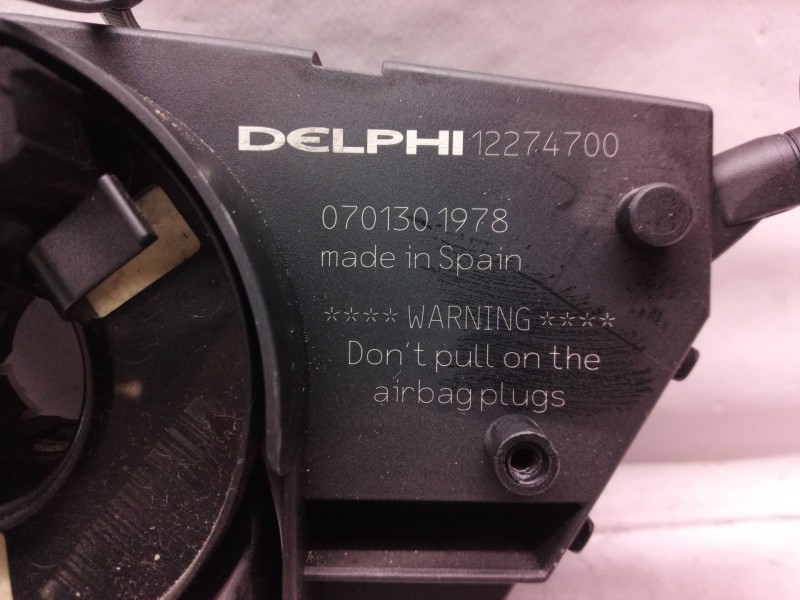 DELPHI 12274700
070130 1978
made in Spain
**** WARNING ****
Don't pull on the
airbag plugs